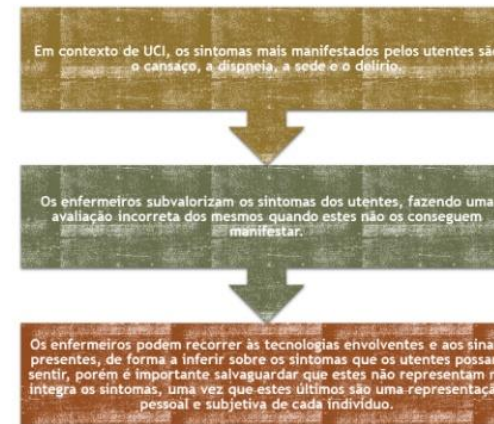 Em contexto de UCI, os sintomas mais manifestados pelos utentes são
o cansaço, a dispneia, a sede e o delírio.
Os enfermeiros subvalorizam os sintomas dos utentes, fazendo uma
avaliação incorreta dos mesmos quando estes não os conseguem
manifestar.
Os enfermeiros podem recorrer às tecnologias envolventes e aos sina
presentes, de forma a inferir sobre os sintomas que os utentes possa
sentir, porém é importante salvaguardar que estes não representam n
integra os sintomas, uma vez que estes últimos são uma representaçã
pessoal e subjetiva de cada indivíduo.